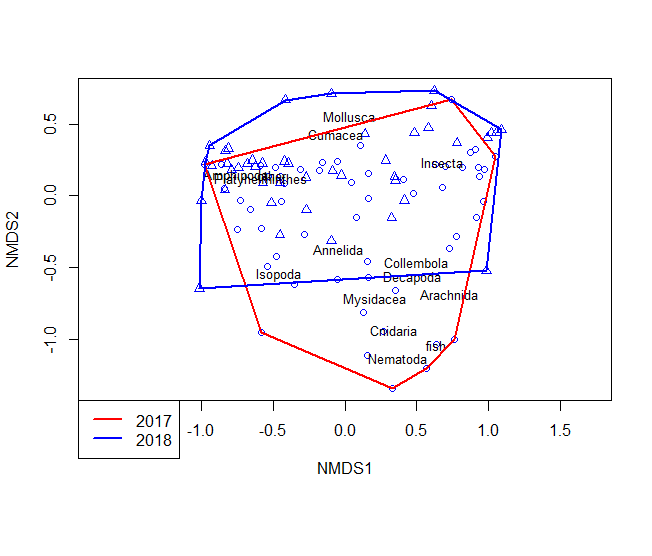 Mollusca
Cumacea
Insecta
Platyhelminthes
Annelida
Collembola
Isopoda
Decapoda
Mysidacea
Arachnida
Cnidaria
fish
Nematoda
0.5
0.0
-0.5
-1.0
NMDS2
-1.0
-0.5
0.0
0.5
1.0
1.5
NMDS1
2017
2018